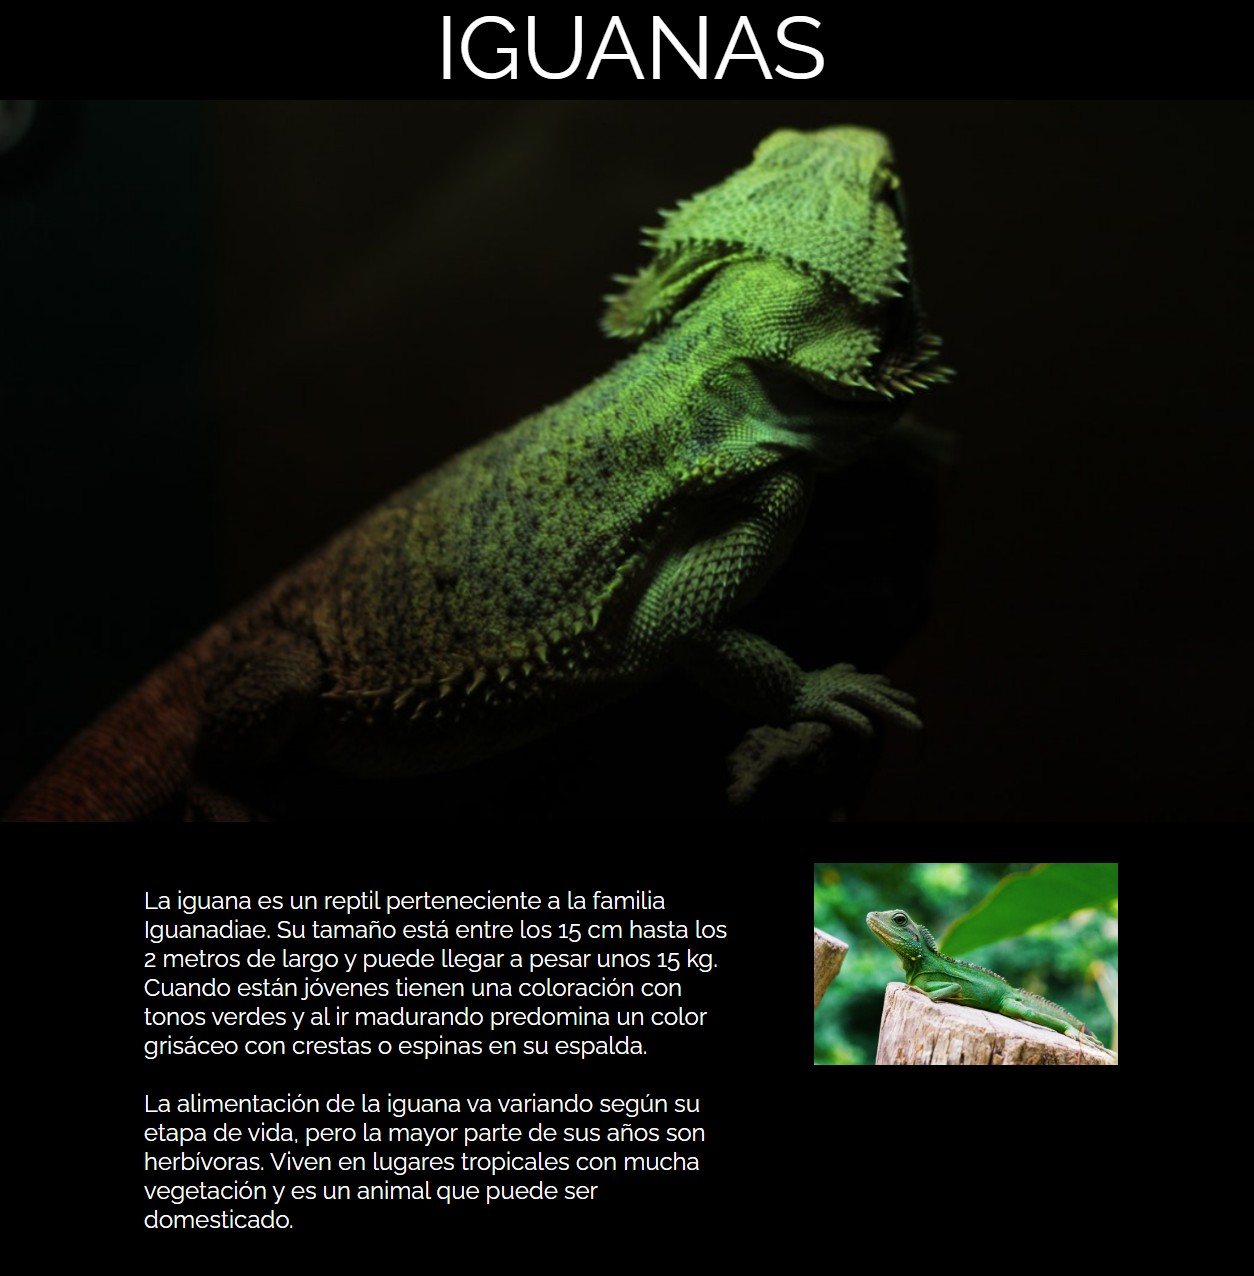 IGUANAS
La iguana es un reptil perteneciente a la familia
Iguanadiae. Su tamaño está entre los 15 cm hasta los
2 metros de largo y puede llegar a pesar unos 15 kg.
Cuando están jóvenes tienen una coloración con
tonos verdes y al ir madurando predomina un color
grisáceo con crestas o espinas en su espalda.
La alimentación de la iguana va variando según su
etapa de vida, pero la mayor parte de sus años son
herbívoras. Viven en lugares tropicales con mucha
vegetación y es un animal que puede ser
domesticado.